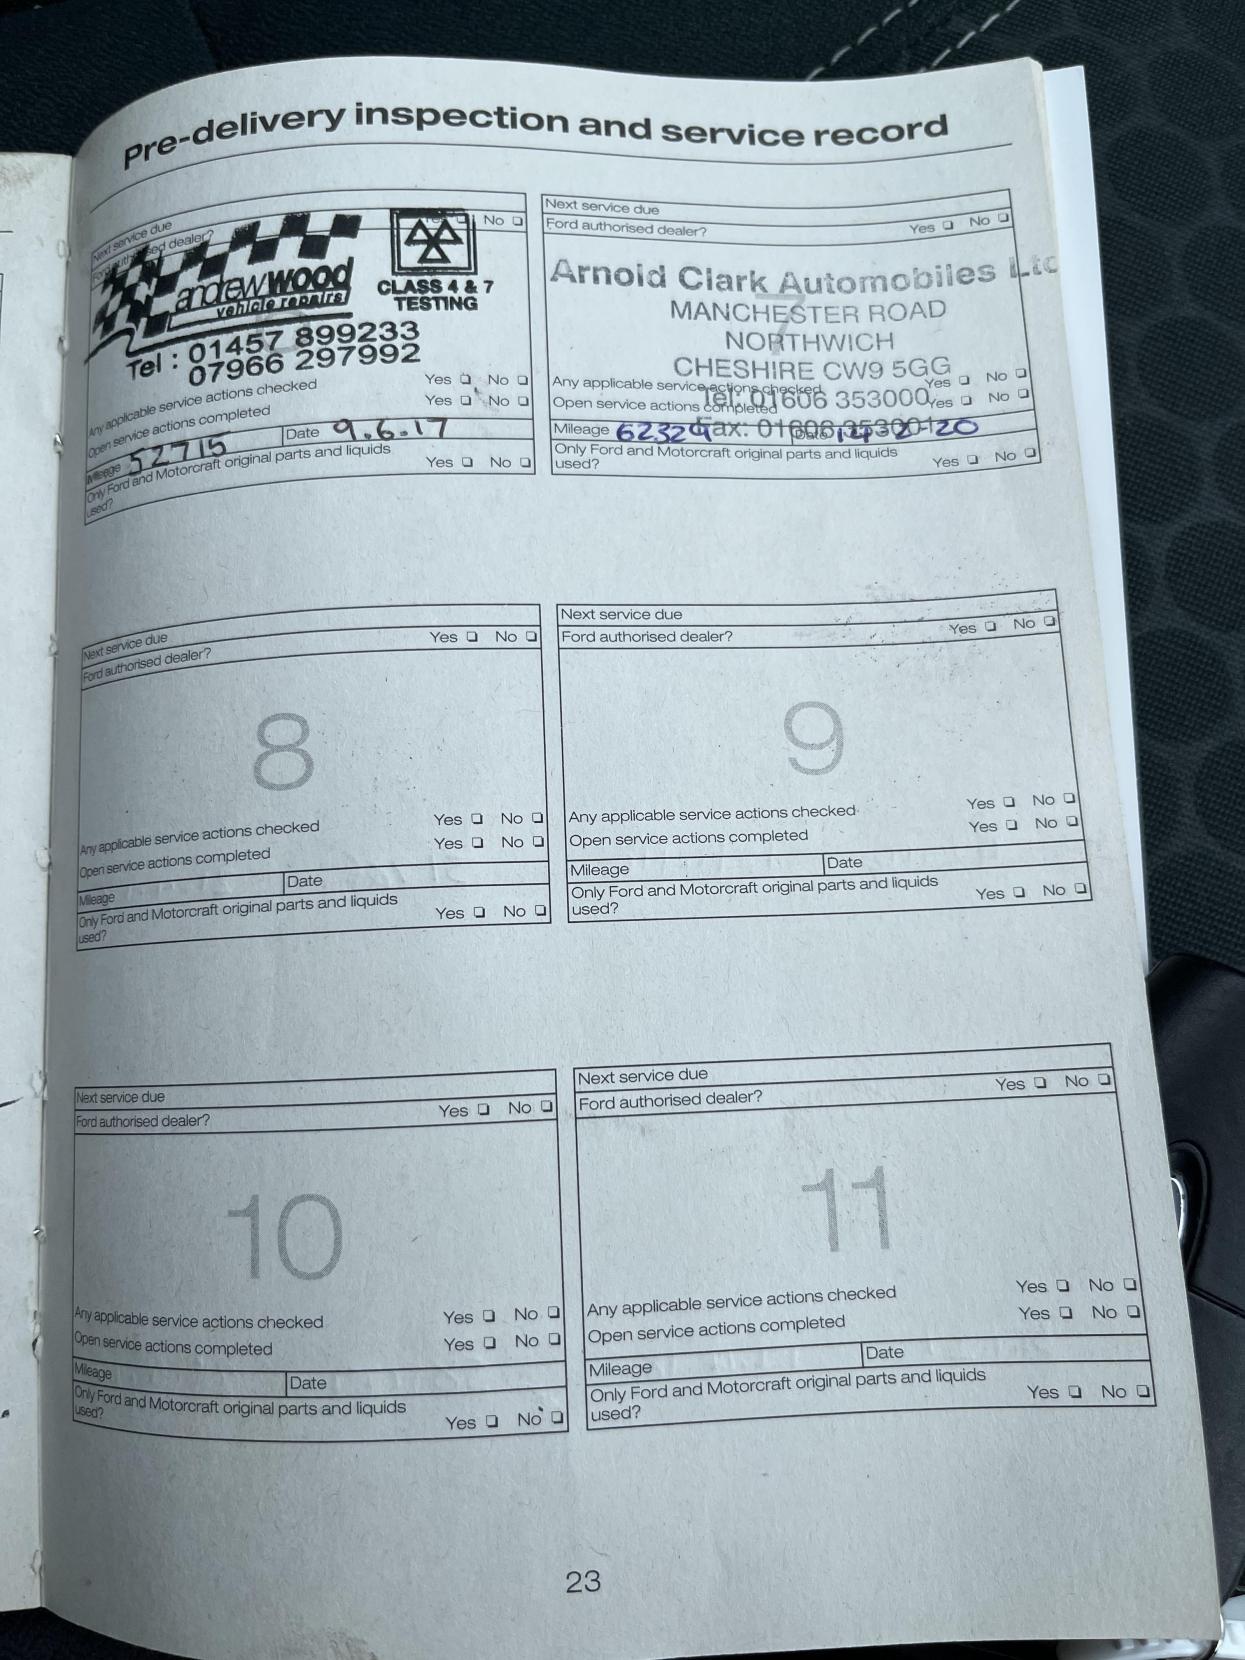 Pre-delivery inspection and service record
Next service due
Ford authorised dealer? Yes No
andrew wood
vehicle repairs
CLASS 4 & 7
TESTING
Tel : 01457 899233
07966 297992
Any applicable service actions checked Yes No
Open service actions completed Yes No
Mileage 52715 Date 9.6.17
Only Ford and Motorcraft original parts and liquids
used? Yes No
Next service due
Ford authorised dealer? Yes No
7
Arnold Clark Automobiles Ltd
MANCHESTER ROAD
NORTHWICH
CHESHIRE CW9 5GG
Any applicable service actions checked Yes No
Tel: 01606 353000
Open service actions completed Yes No
Mileage 62329 Fax: 01606 Date
Only Ford and Motorcraft original parts and liquids
used? Yes No
Next service due
Ford authorised dealer? Yes No
8
Any applicable service actions checked Yes No
Open service actions completed Yes No
Mileage Date
Only Ford and Motorcraft original parts and liquids
used? Yes No
Next service due
Ford authorised dealer? Yes No
9
Any applicable service actions checked Yes No
Open service actions completed Yes No
Mileage Date
Only Ford and Motorcraft original parts and liquids
used? Yes No
Next service due
Ford authorised dealer? Yes No
10
Any applicable service actions checked Yes No
Open service actions completed Yes No
Mileage Date
Only Ford and Motorcraft original parts and liquids
used? Yes No
Next service due
Ford authorised dealer? Yes No
11
Any applicable service actions checked Yes No
Open service actions completed Yes No
Mileage Date
Only Ford and Motorcraft original parts and liquids
used? Yes No
23